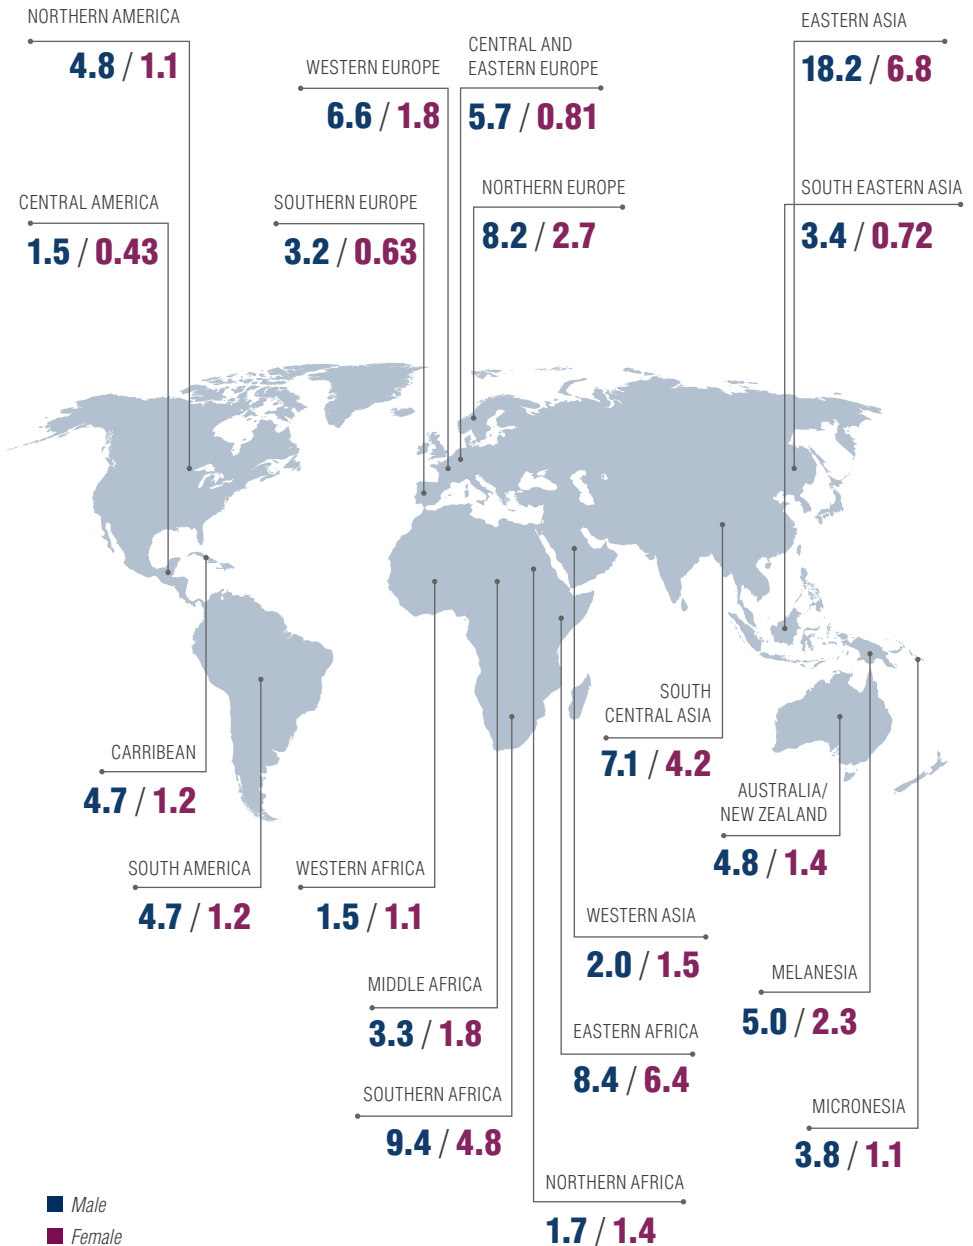 NORTHERN AMERICA
4.8 / 1.1
WESTERN EUROPE
6.6 / 1.8
CENTRAL AND
EASTERN EUROPE
5.7 / 0.81
EASTERN ASIA
18.2 / 6.8
CENTRAL AMERICA
1.5 / 0.43
SOUTHERN EUROPE
3.2 / 0.63
NORTHERN EUROPE
8.2 / 2.7
SOUTH EASTERN ASIA
3.4 / 0.72
CARRIBEAN
4.7 / 1.2
SOUTH AMERICA
4.7 / 1.2
WESTERN AFRICA
1.5 / 1.1
MIDDLE AFRICA
3.3 / 1.8
SOUTHERN AFRICA
9.4 / 4.8
SOUTH
CENTRAL ASIA
7.1 / 4.2
AUSTRALIA/
NEW ZEALAND
4.8 / 1.4
WESTERN ASIA
2.0 / 1.5
MELANESIA
5.0 / 2.3
EASTERN AFRICA
8.4 / 6.4
MICRONESIA
3.8 / 1.1
NORTHERN AFRICA
1.7 / 1.4
Male
Female